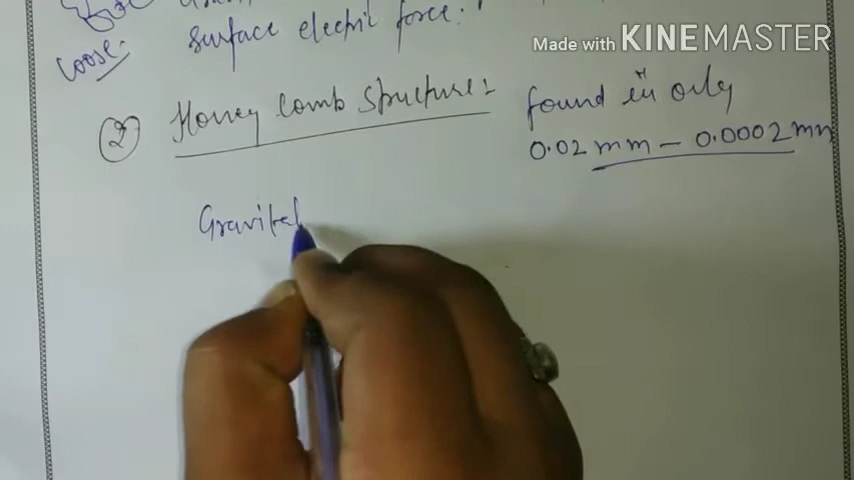 surface electric force.
Loose.
Made with KINEMASTER
② Honey comb structure:
found in only
0.02 mm - 0.0002 mm
Gravitat